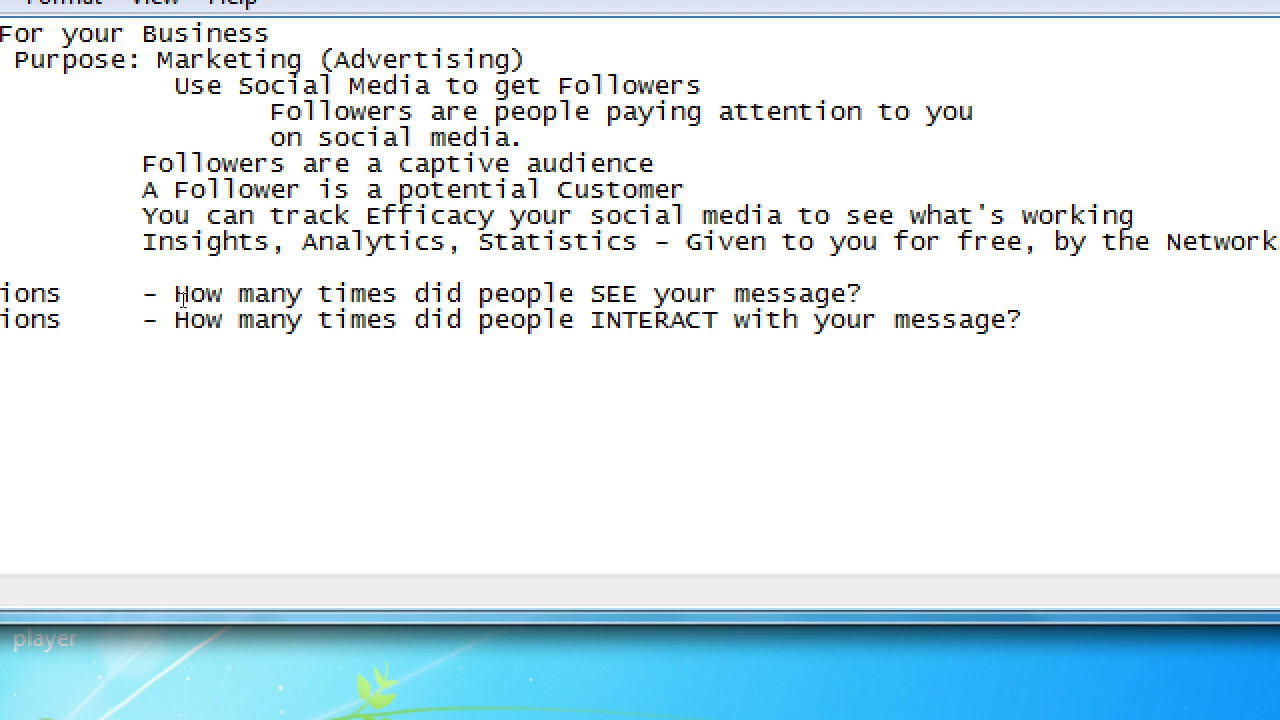 Format View Help
For your Business
Purpose: Marketing (Advertising)
Use Social Media to get Followers
Followers are people paying attention to you
on social media.
Followers are a captive audience
A Follower is a potential Customer
You can track Efficacy your social media to see what's working
Insights, Analytics, Statistics - Given to you for free, by the Network
ions - How many times did people SEE your message?
ions - How many times did people INTERACT with your message?
player